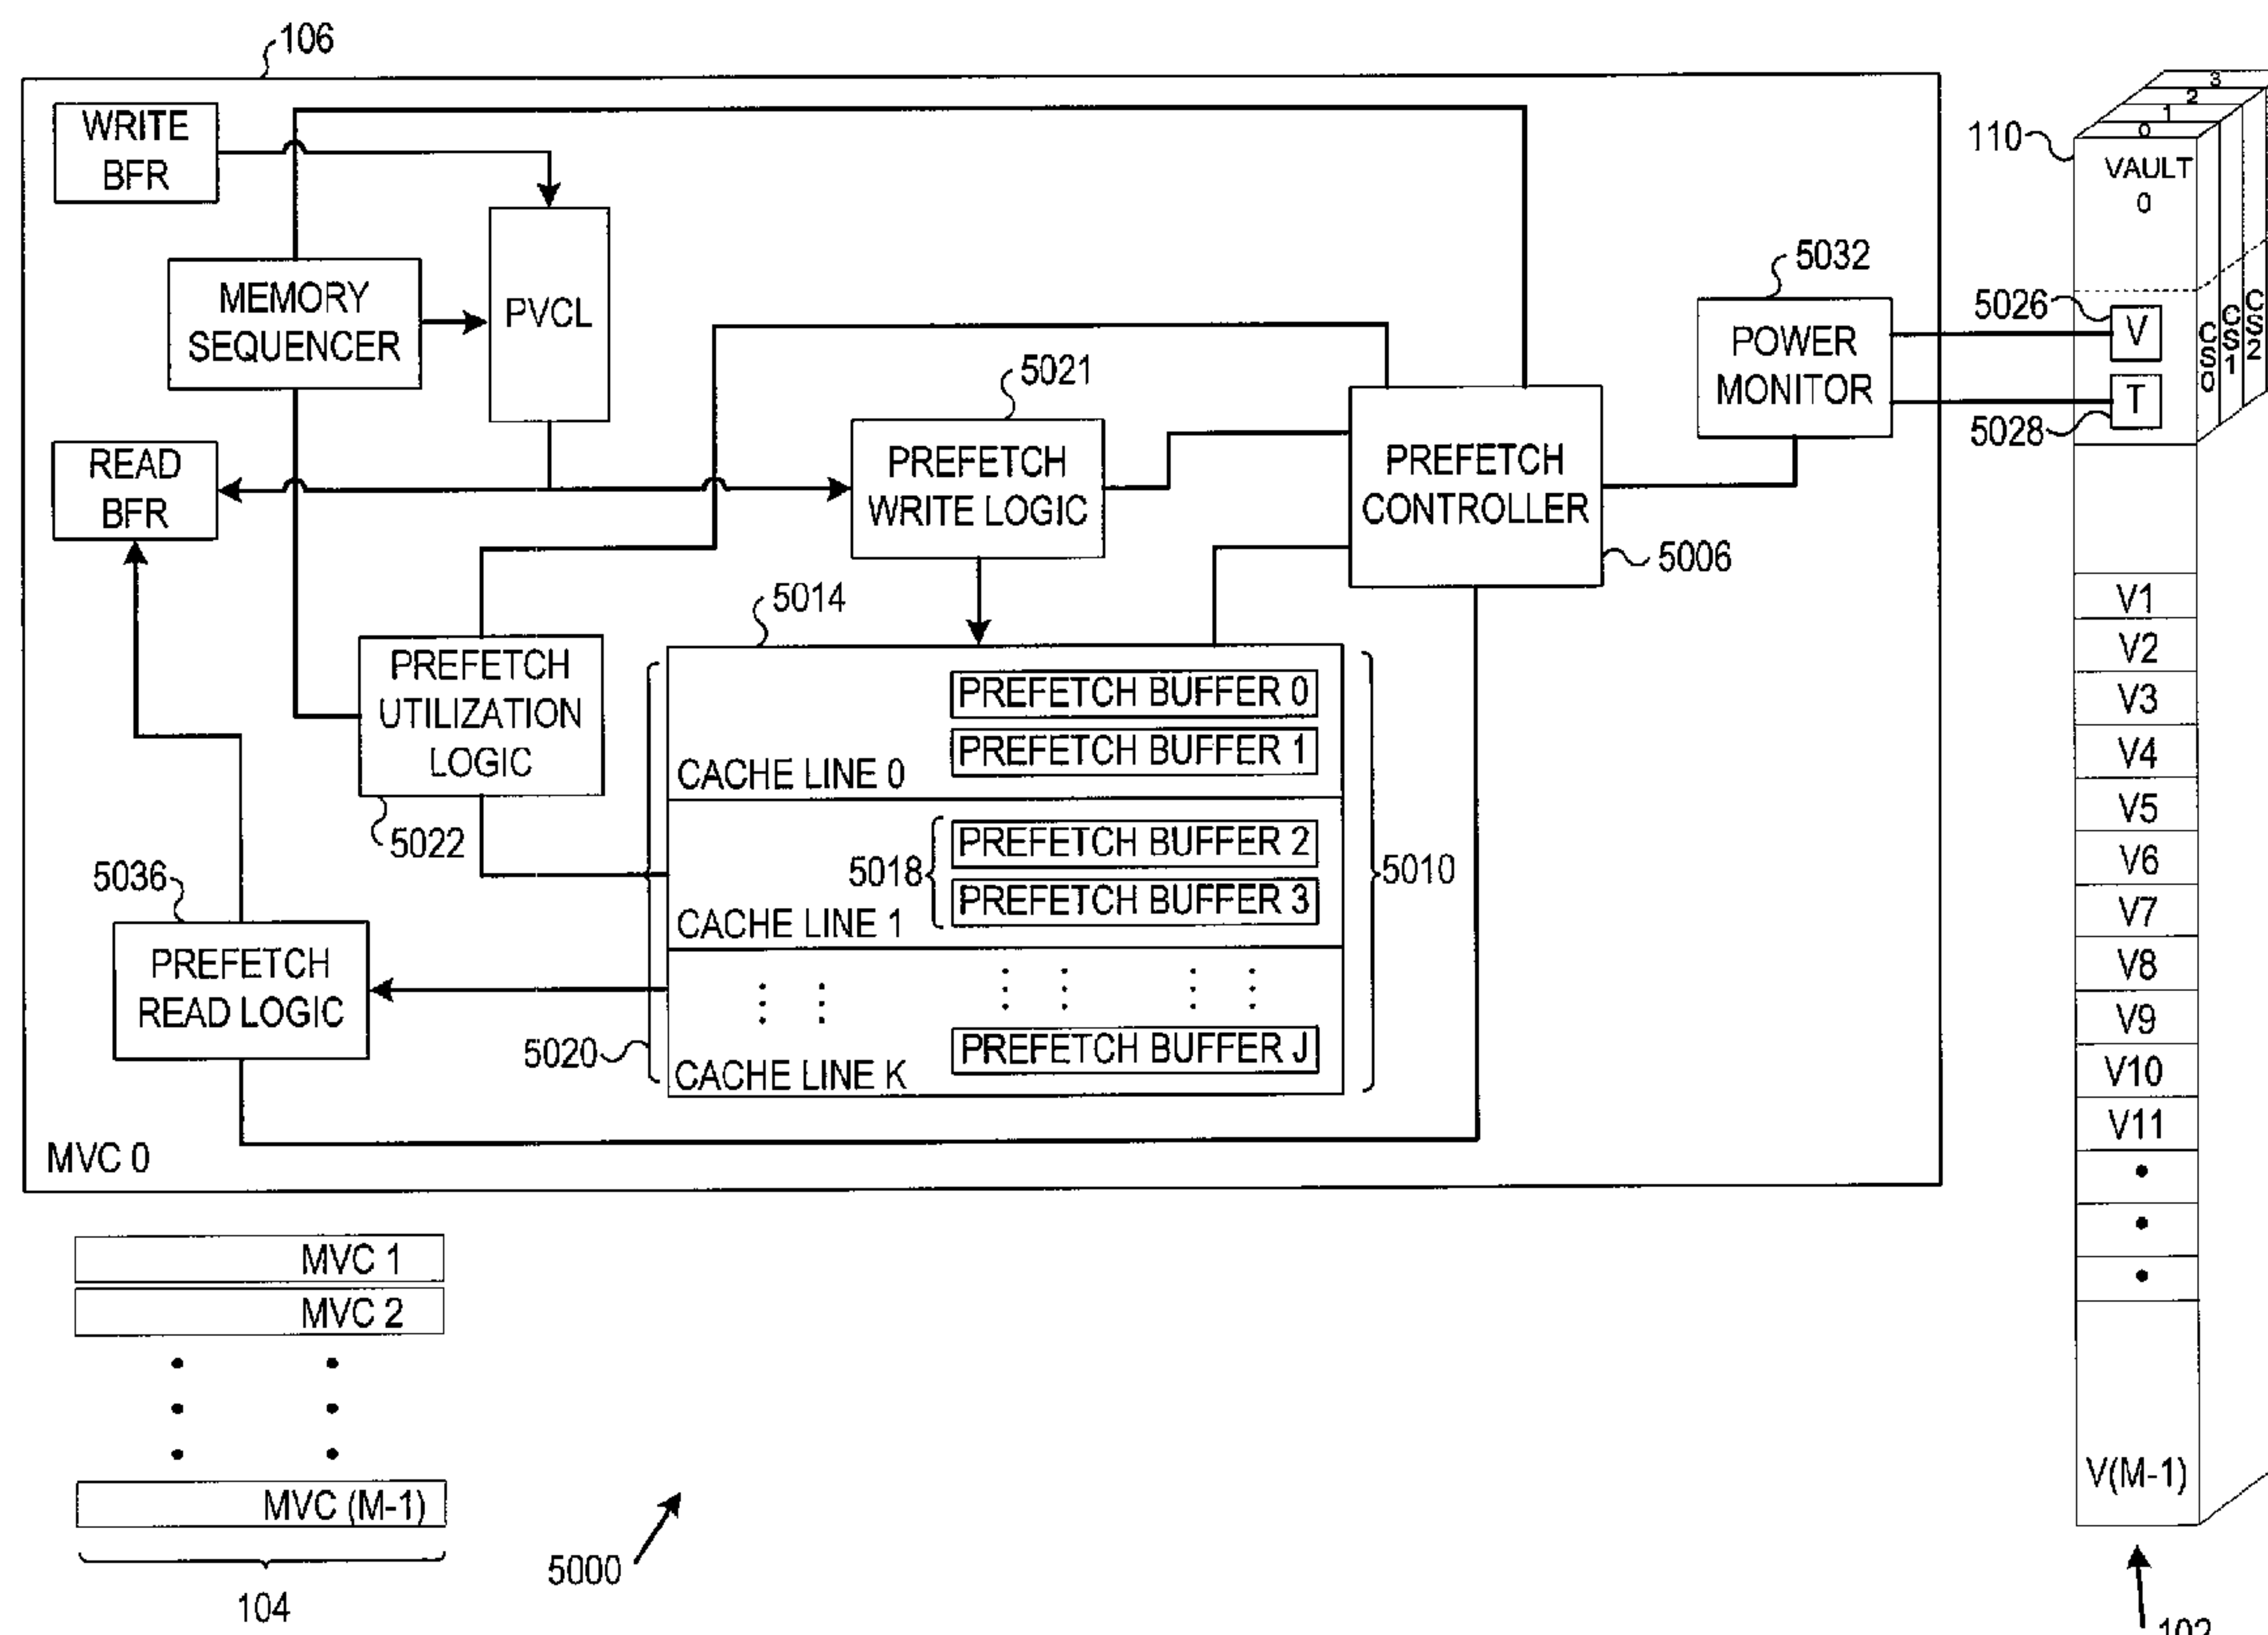 106
WRITE
BFR
MEMORY
SEQUENCER
PVCL
READ
BFR
5021
PREFETCH
WRITE LOGIC
PREFETCH
CONTROLLER
5006
5032
POWER
MONITOR
5014
PREFETCH
UTILIZATION
LOGIC
5022
PREFETCH BUFFER 0
PREFETCH BUFFER 1
CACHE LINE 0
5018
PREFETCH BUFFER 2
PREFETCH BUFFER 3
CACHE LINE 1
5010
5036
PREFETCH
READ LOGIC
5020
PREFETCH BUFFER J
CACHE LINE K
MVC 0
MVC 1
MVC 2
MVC (M-1)
104
5000
3
2
1
0
110
VAULT
0
5026
V
T
5028
CS0
CS1
CS2
V1
V2
V3
V4
V5
V6
V7
V8
V9
V10
V11
V(M-1)
102